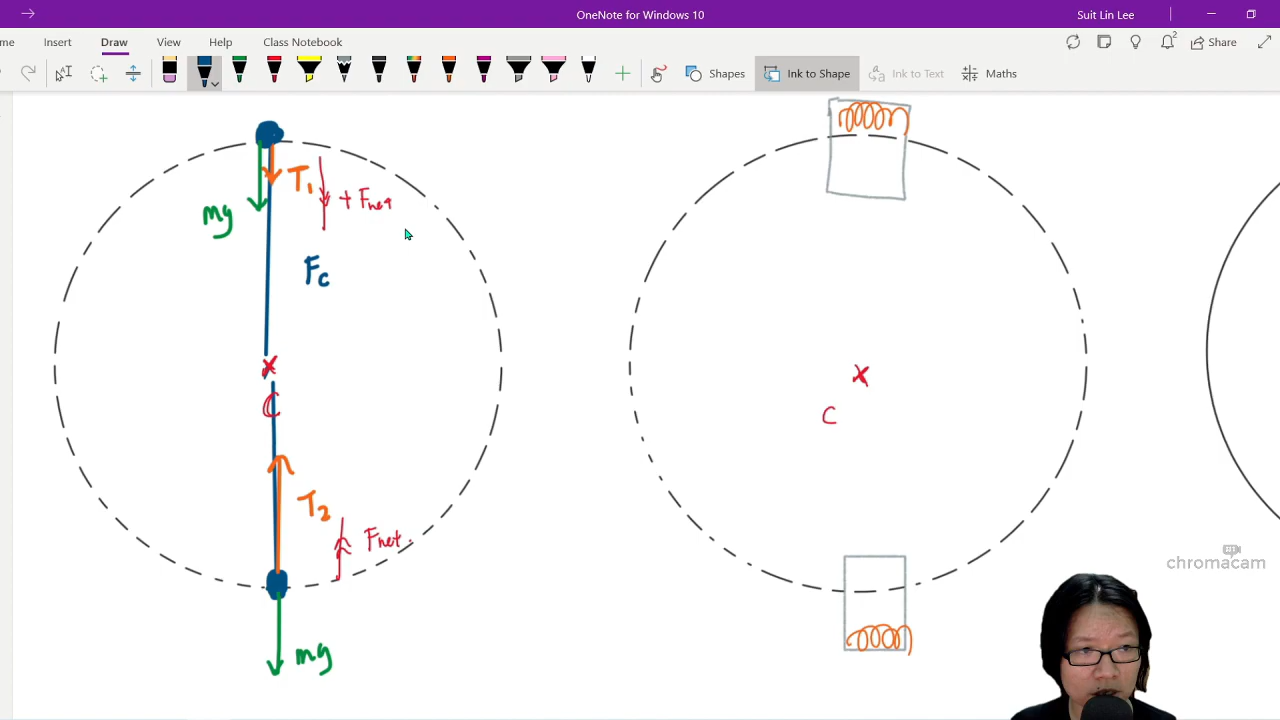 OneNote for Windows 10
Suit Lin Lee
me Insert Draw View Help Class Notebook
Share
Shapes
Ink to Shape
Ink to Text
Maths
T1
+ Fnet
mg
Fc
C
T2
Fnet.
mg
C
chromacam